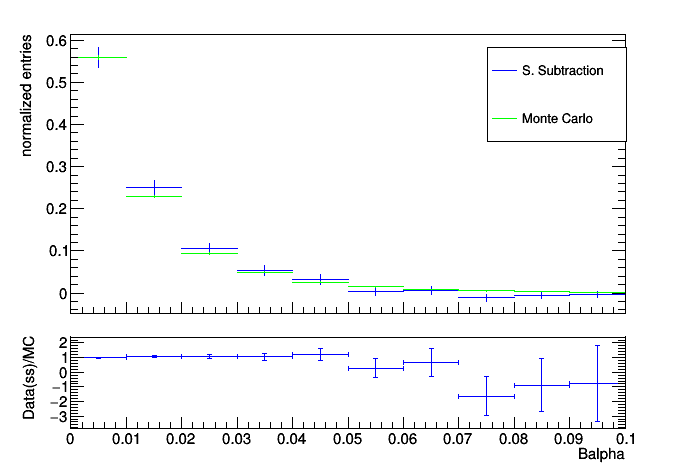 normalized entries
0.6
0.5
0.4
0.3
0.2
0.1
0
S. Subtraction
Monte Carlo
Data(ss)/MC
2
1
0
−1
−2
−3
0 0.01 0.02 0.03 0.04 0.05 0.06 0.07 0.08 0.09 0.1
Balpha